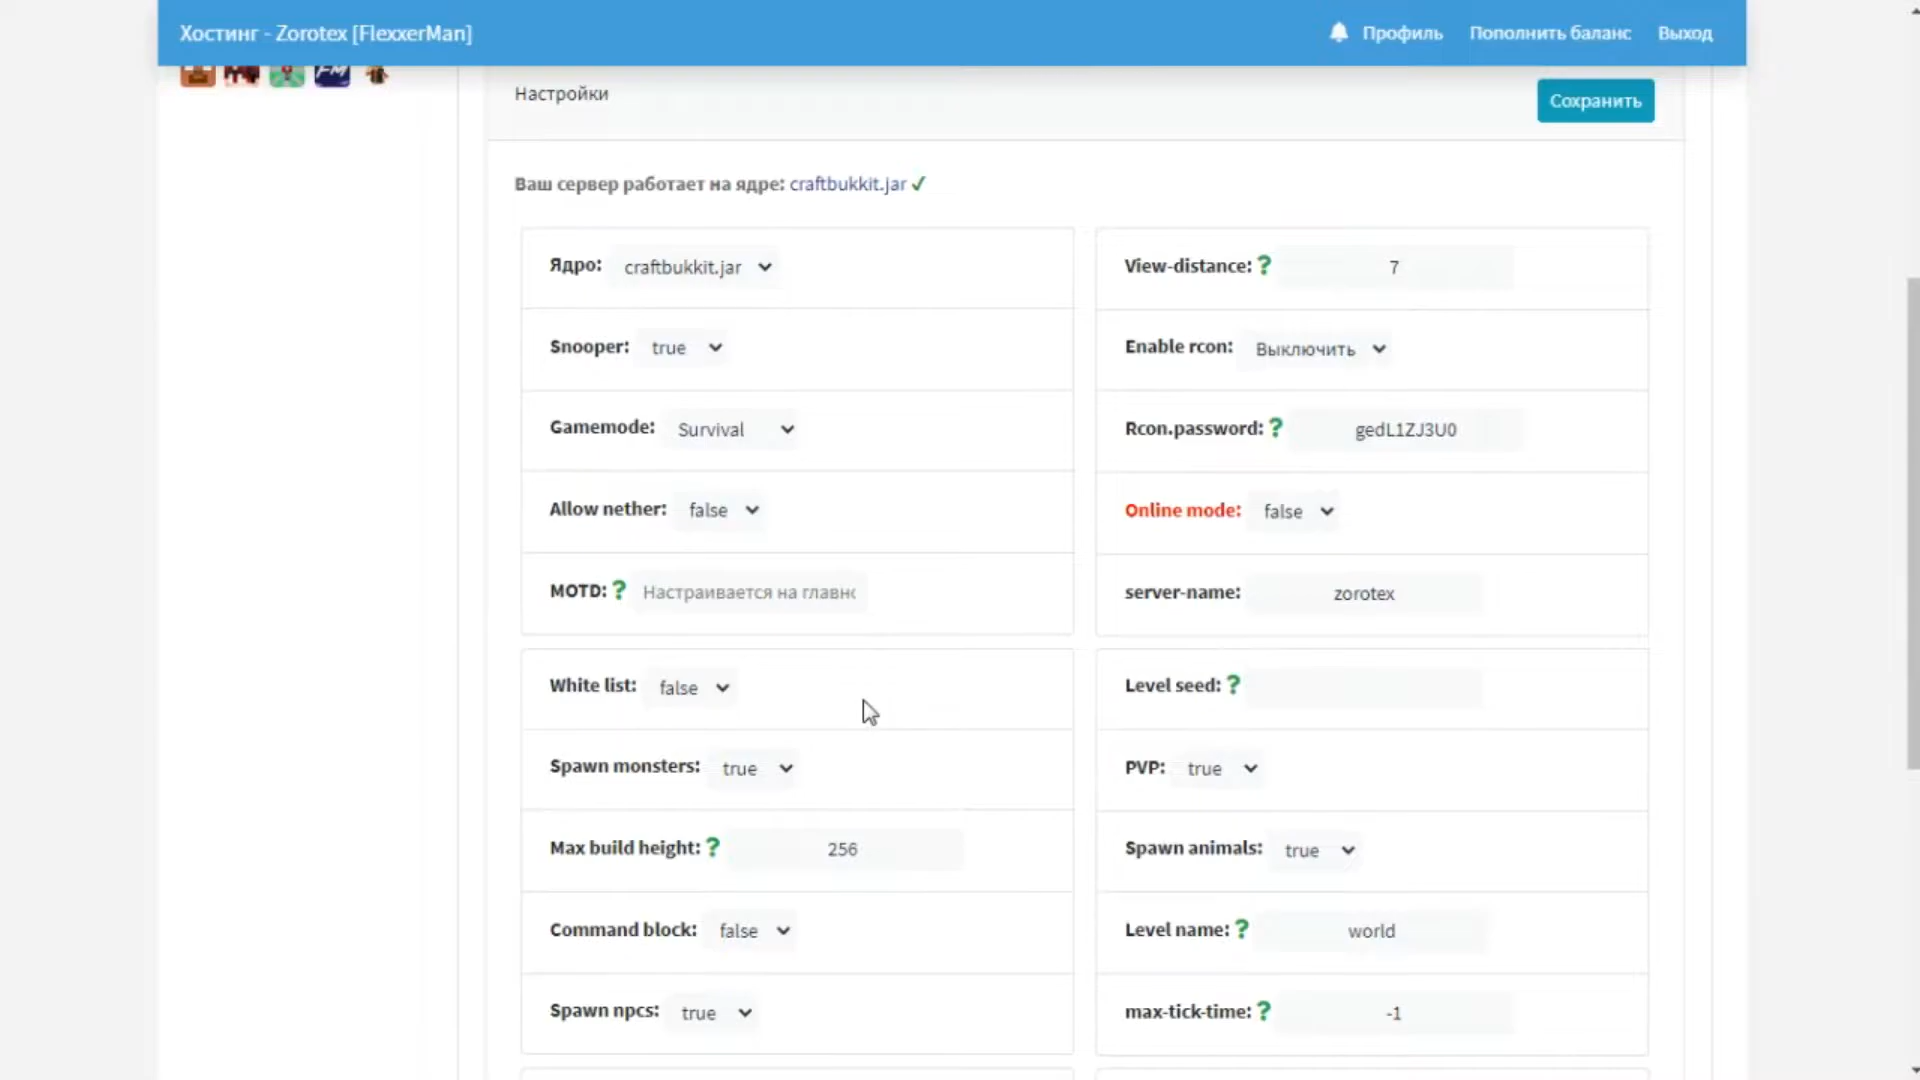 Хостинг - Zorotex [FlexxerMan]
Профиль
Пополнить баланс
Выход
FM
Настройки
Сохранить
Ваш сервер работает на ядре: craftbukkit.jar ✓
Ядро: craftbukkit.jar
View-distance: ? 7
Snooper: true
Enable rcon: Выключить
Gamemode: Survival
Rcon.password: ? gedL1ZJ3U0
Allow nether: false
Online mode: false
MOTD: ? Настраивается на главнс
server-name: zorotex
White list: false
Level seed: ?
Spawn monsters: true
PVP: true
Max build height: ? 256
Spawn animals: true
Command block: false
Level name: ? world
Spawn npcs: true
max-tick-time: ? -1